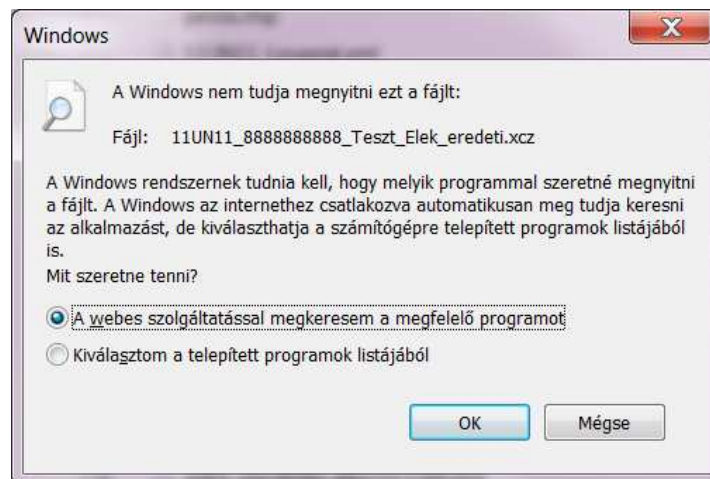 Windows
A Windows nem tudja megnyitni ezt a fájlt:
Fájl: 11UN11_8888888888_Teszt_Elek_eredeti.xcz
A Windows rendszernek tudnia kell, hogy melyik programmal szeretné megnyitni
a fájlt. A Windows az internethez csatlakozva automatikusan meg tudja keresni
az alkalmazást, de kiválaszthatja a számítógépre telepített programok listájából
is.
Mit szeretne tenni?
A webes szolgáltatással megkeresem a megfelelő programot
Kiválasztom a telepített programok listájából
OK Mégse